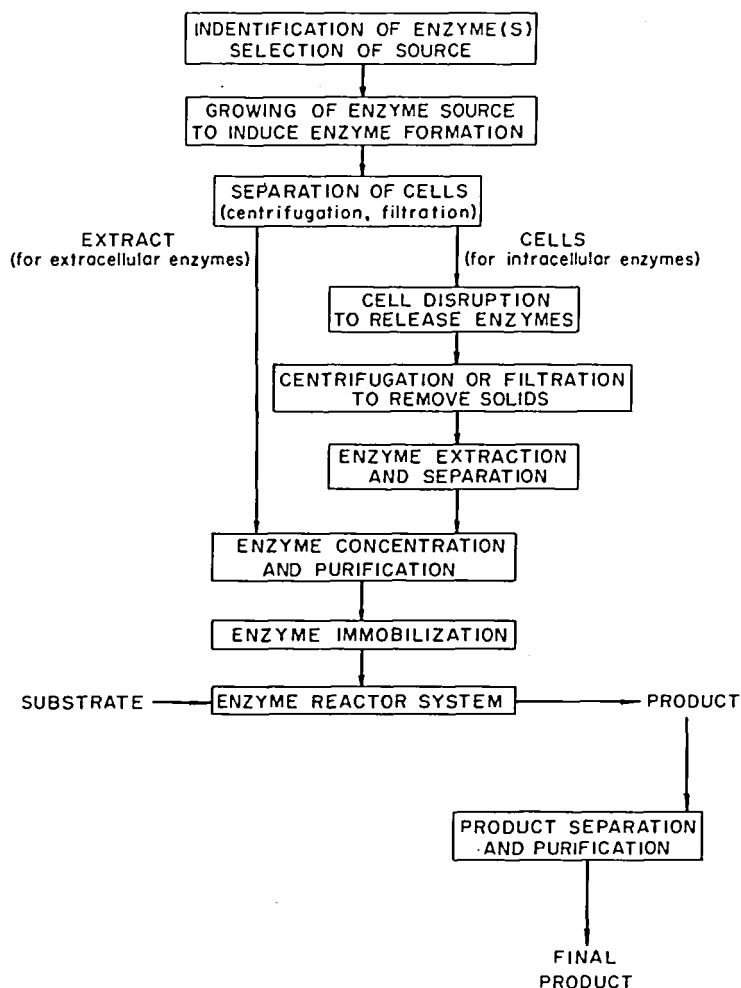 INDENTIFICATION OF ENZYME(S)
SELECTION OF SOURCE
GROWING OF ENZYME SOURCE
TO INDUCE ENZYME FORMATION
SEPARATION OF CELLS
(centrifugation, filtration)
EXTRACT
(for extracellular enzymes)
CELLS
(for intracellular enzymes)
CELL DISRUPTION
TO RELEASE ENZYMES
CENTRIFUGATION OR FILTRATION
TO REMOVE SOLIDS
ENZYME EXTRACTION
AND SEPARATION
ENZYME CONCENTRATION
AND PURIFICATION
ENZYME IMMOBILIZATION
SUBSTRATE
ENZYME REACTOR SYSTEM
PRODUCT
PRODUCT SEPARATION
AND PURIFICATION
FINAL
PRODUCT